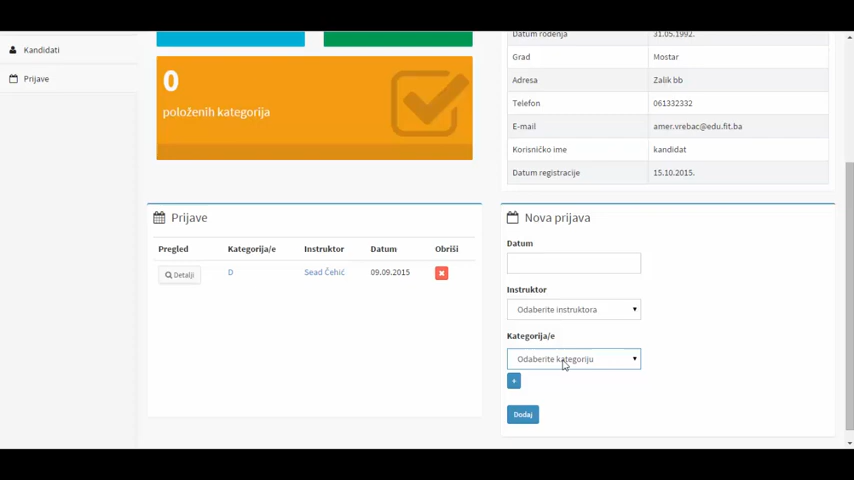 Kandidati
Prijave
0
položenih kategorija
Datum rođenja 31.05.1992.
Grad Mostar
Adresa Zalik bb
Telefon 061332332
E-mail amer.vrebac@edu.fit.ba
Korisničko ime kandidat
Datum registracije 15.10.2015.
Prijave
Pregled Kategorija/e Instruktor Datum Obriši
Detalji D Sead Ćehić 09.09.2015
Nova prijava
Datum
Instruktor
Odaberite instruktora
Kategorija/e
Odaberite kategoriju
+
Dodaj